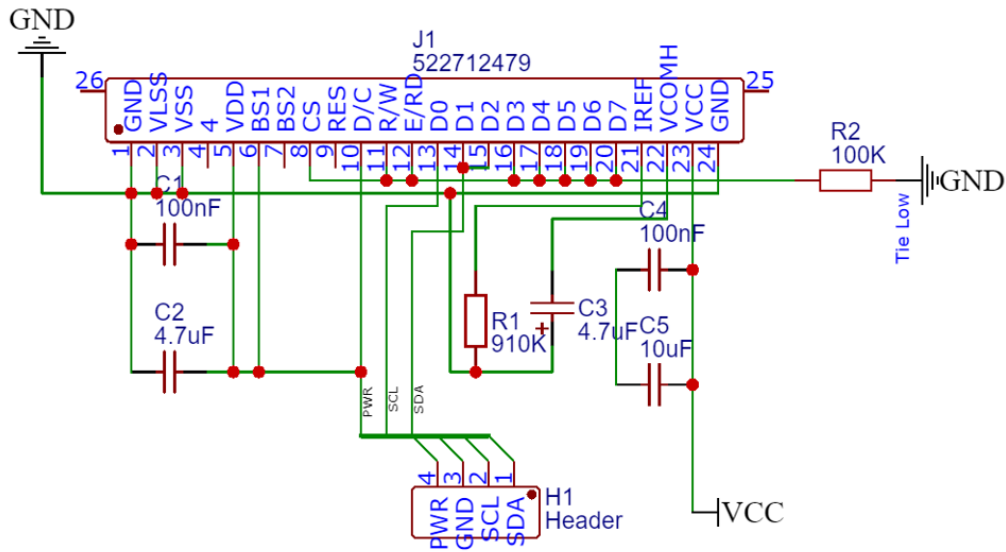 GND
J1
522712479
26
25
GND
VLSS
VSS
4
VDD
BS1
BS2
CS
RES
D/C
R/W
E/RD
D0
D1
D2
D3
D4
D5
D6
D7
IREF
VCOMH
VCC
GND
1
2
3
4
5
6
7
8
9
10
11
12
13
14
15
16
17
18
19
20
21
22
23
24
R2
100K
GND
Tie Low
C1
100nF
C4
100nF
C2
4.7uF
R1
910K
C3
4.7uF
+
C5
10uF
PWR
SCL
SDA
4
3
2
1
PWR
GND
SCL
SDA
H1
Header
VCC